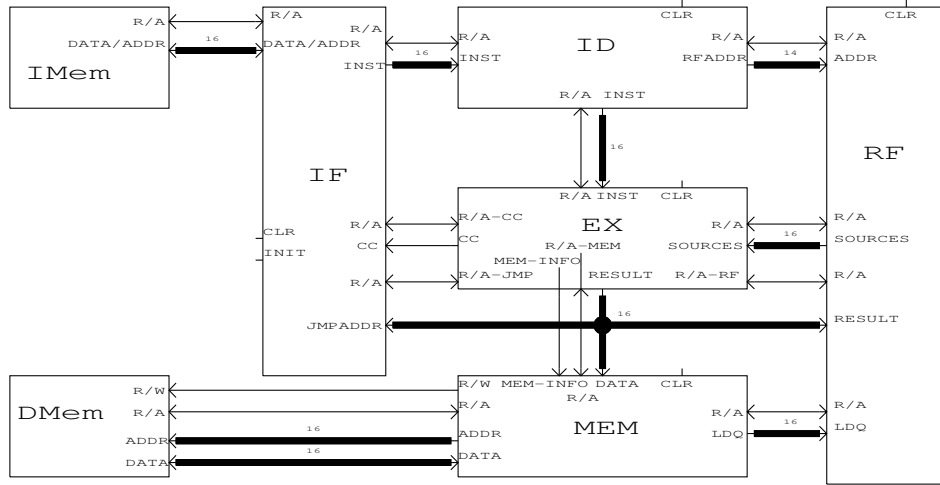 CLR
CLR
R/A
R/A
R/A
R/A
R/A
R/A
DATA/ADDR
16
DATA/ADDR
16
ID
INST
INST
RFADDR
14
ADDR
IMem
R/A INST
16
RF
IF
R/A INST
CLR
R/A
R/A-CC
EX
R/A
R/A
CLR
CC
CC
R/A-MEM
SOURCES
16
SOURCES
INIT
MEM-INFO
R/A
R/A-JMP
RESULT
R/A-RF
R/A
JMPADDR
16
RESULT
R/W
R/W
MEM-INFO DATA
CLR
R/A
DMem
R/A
R/A
MEM
R/A
R/A
ADDR
16
ADDR
LDQ
16
LDQ
DATA
16
DATA